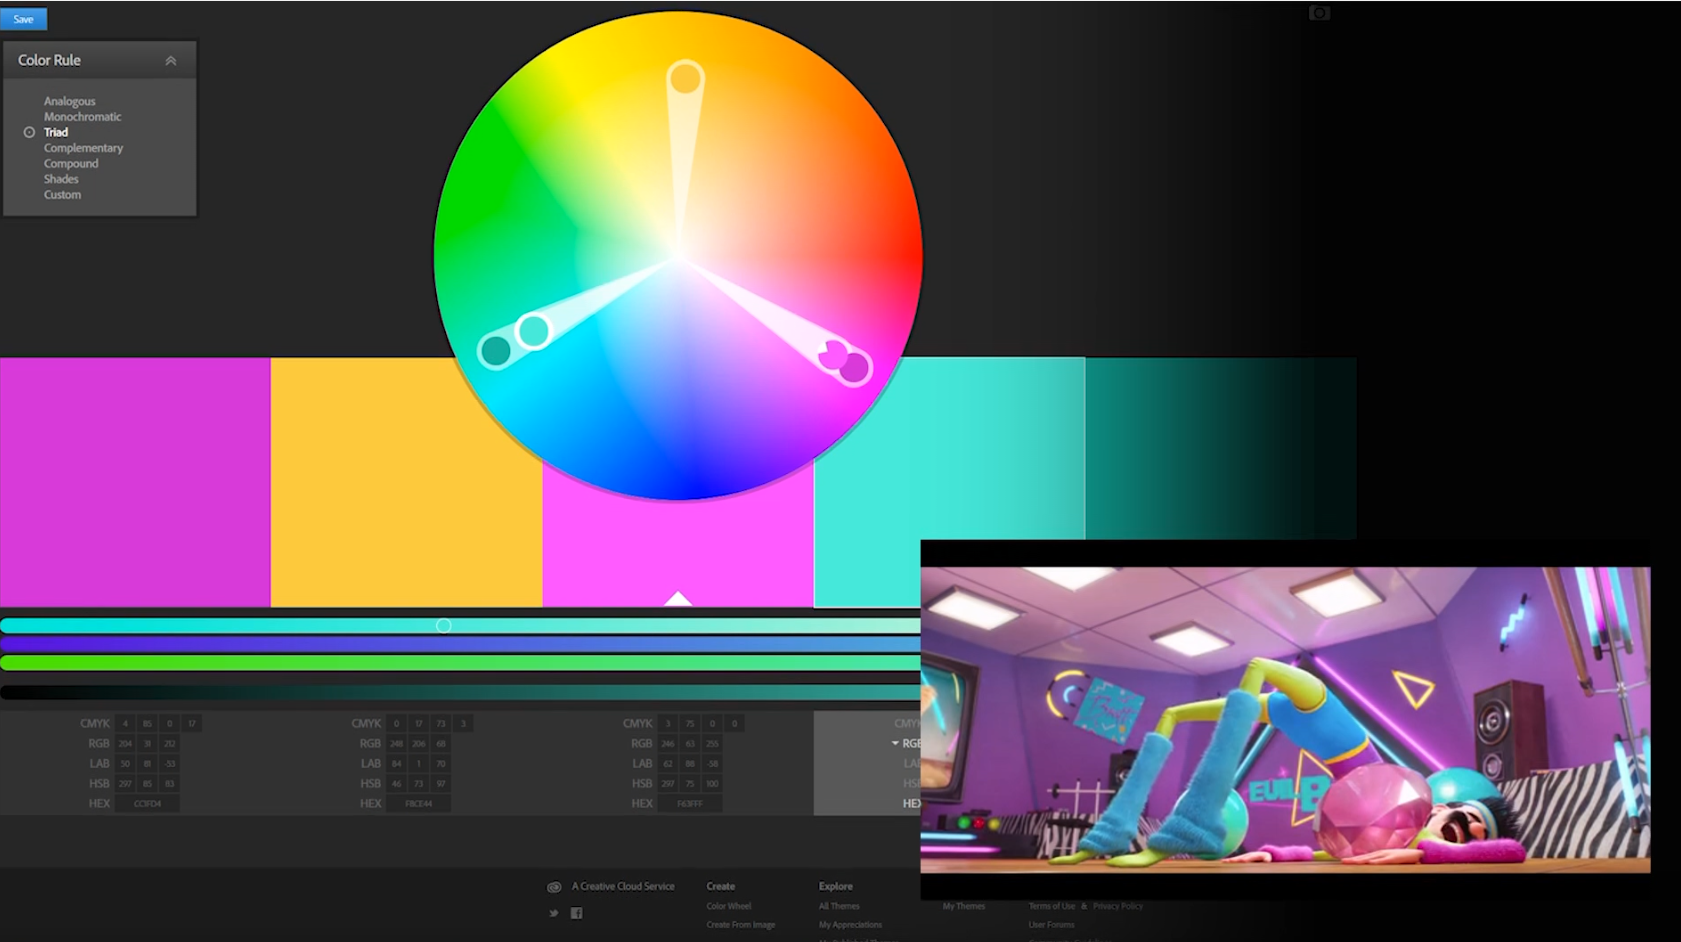 Save
Color Rule
Analogous
Monochromatic
Triad
Complementary
Compound
Shades
Custom
CMYK 4 85 0 17
RGB 204 31 212
LAB 50 81 -53
HSB 297 85 83
HEX CC1FD4
CMYK 0 17 73 3
RGB 248 206 68
LAB 84 1 70
HSB 46 73 97
HEX F8CE44
CMYK 3 75 0 0
RGB 246 63 255
LAB 62 88 -58
HSB 297 75 100
HEX F63FFF
CMY
RG
LA
HS
HE
EVIL B
A Creative Cloud Service
Create
Color Wheel
Create From Image
Explore
All Themes
My Appreciations
My Themes
Terms of Use & Privacy Policy
User Forums